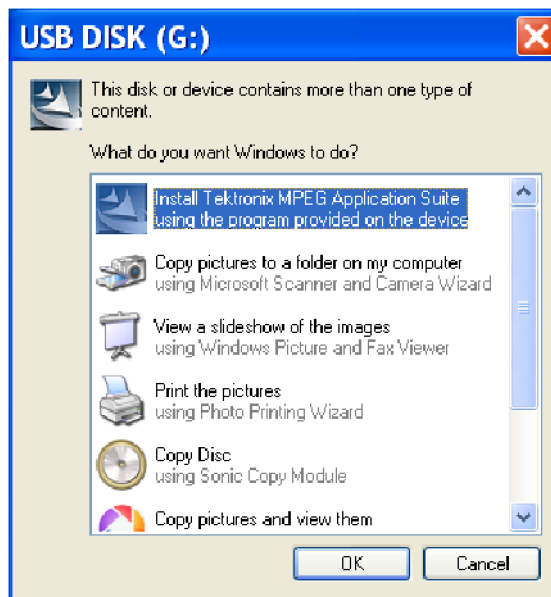 USB DISK (G:)
This disk or device contains more than one type of
content.
What do you want Windows to do?
Install Tektronix MPEG Application Suite
using the program provided on the device
Copy pictures to a folder on my computer
using Microsoft Scanner and Camera Wizard
View a slideshow of the images
using Windows Picture and Fax Viewer
Print the pictures
using Photo Printing Wizard
Copy Disc
using Sonic Copy Module
Copy pictures and view them
OK
Cancel